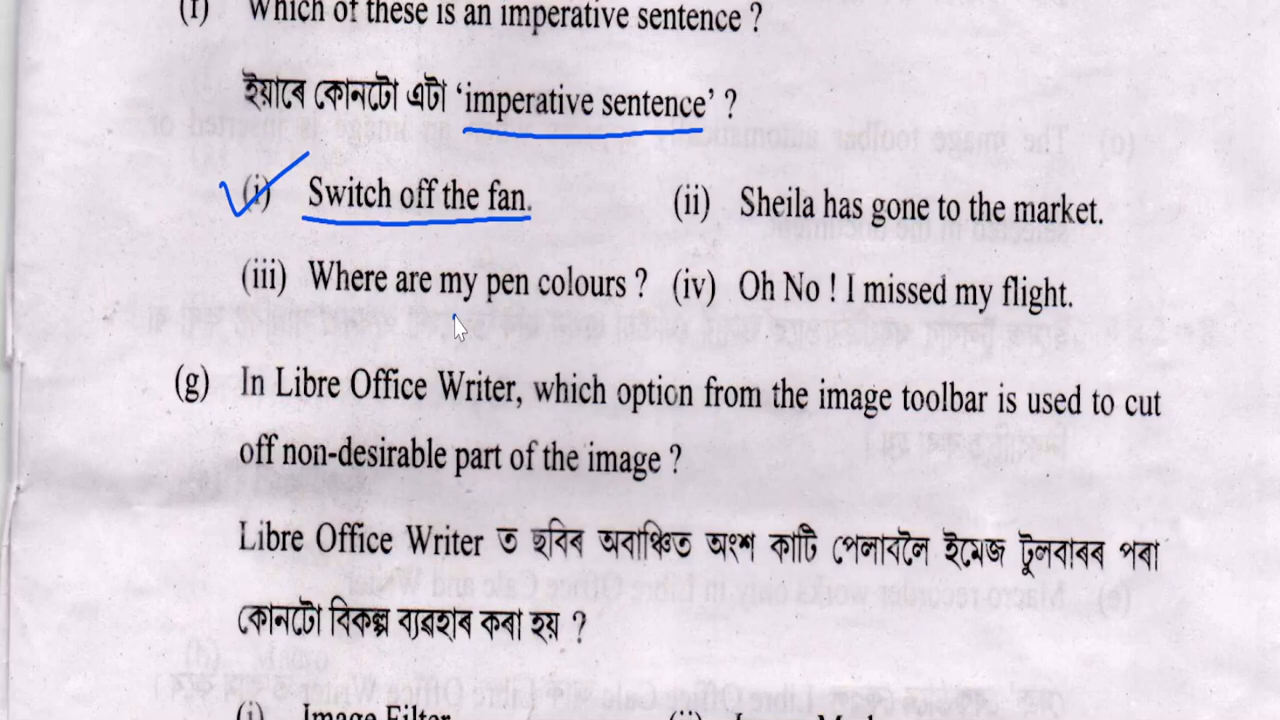 (f) Which of these is an imperative sentence ?
ইয়াৰে কোনটো এটা ‘imperative sentence’ ?
(i) Switch off the fan. (ii) Sheila has gone to the market.
(iii) Where are my pen colours ? (iv) Oh No ! I missed my flight.
(g) In Libre Office Writer, which option from the image toolbar is used to cut
off non-desirable part of the image ?
Libre Office Writer ত ছবিৰ অবাঞ্চিত অংশ কাটি পেলাবলৈ ইমেজ টুলবাৰৰ পৰা
কোনটো বিকল্প ব্যৱহাৰ কৰা হয় ?
(i) Image Filter (ii) Image